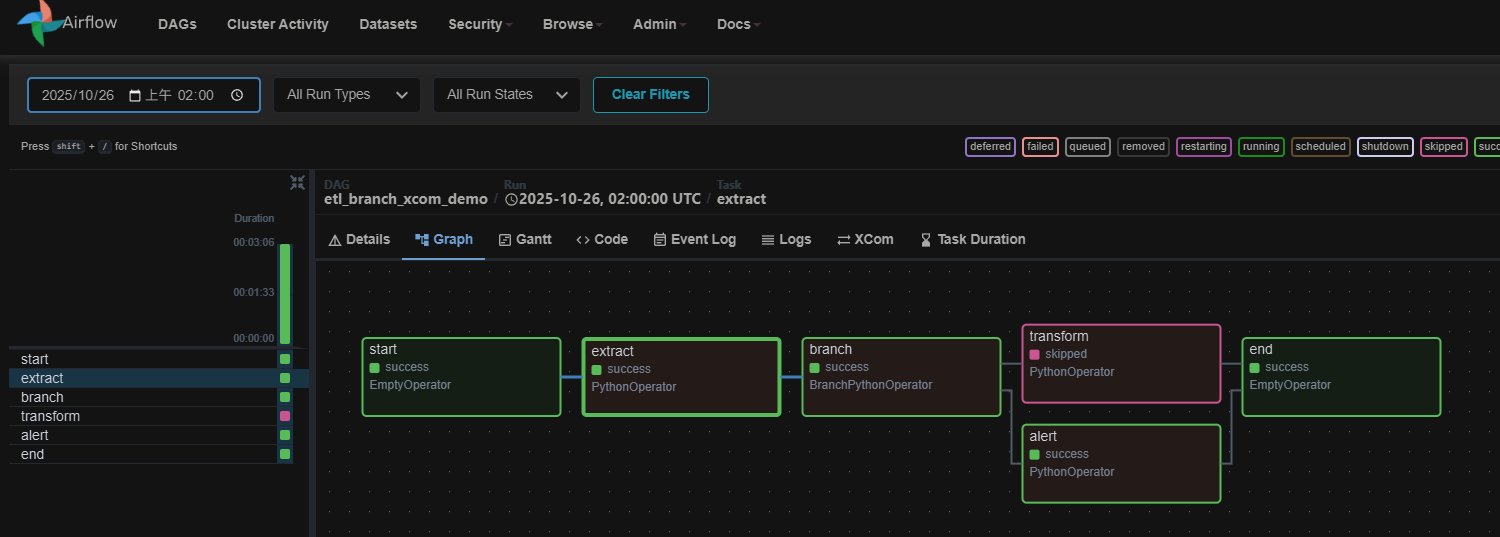 Airflow DAGs Cluster Activity Datasets Security Browse Admin Docs
2025/10/26 上午 02:00 All Run Types All Run States Clear Filters
Press shift + / for Shortcuts
deferred failed queued removed restarting running scheduled shutdown skipped succ
DAG Run Task
etl_branch_xcom_demo / 2025-10-26, 02:00:00 UTC / extract
Details Graph Gantt Code Event Log Logs XCom Task Duration
Duration
00:03:06
00:01:33
00:00:00
start
extract
branch
transform
alert
end
start
success
EmptyOperator
extract
success
PythonOperator
branch
success
BranchPythonOperator
transform
skipped
PythonOperator
alert
success
PythonOperator
end
success
EmptyOperator